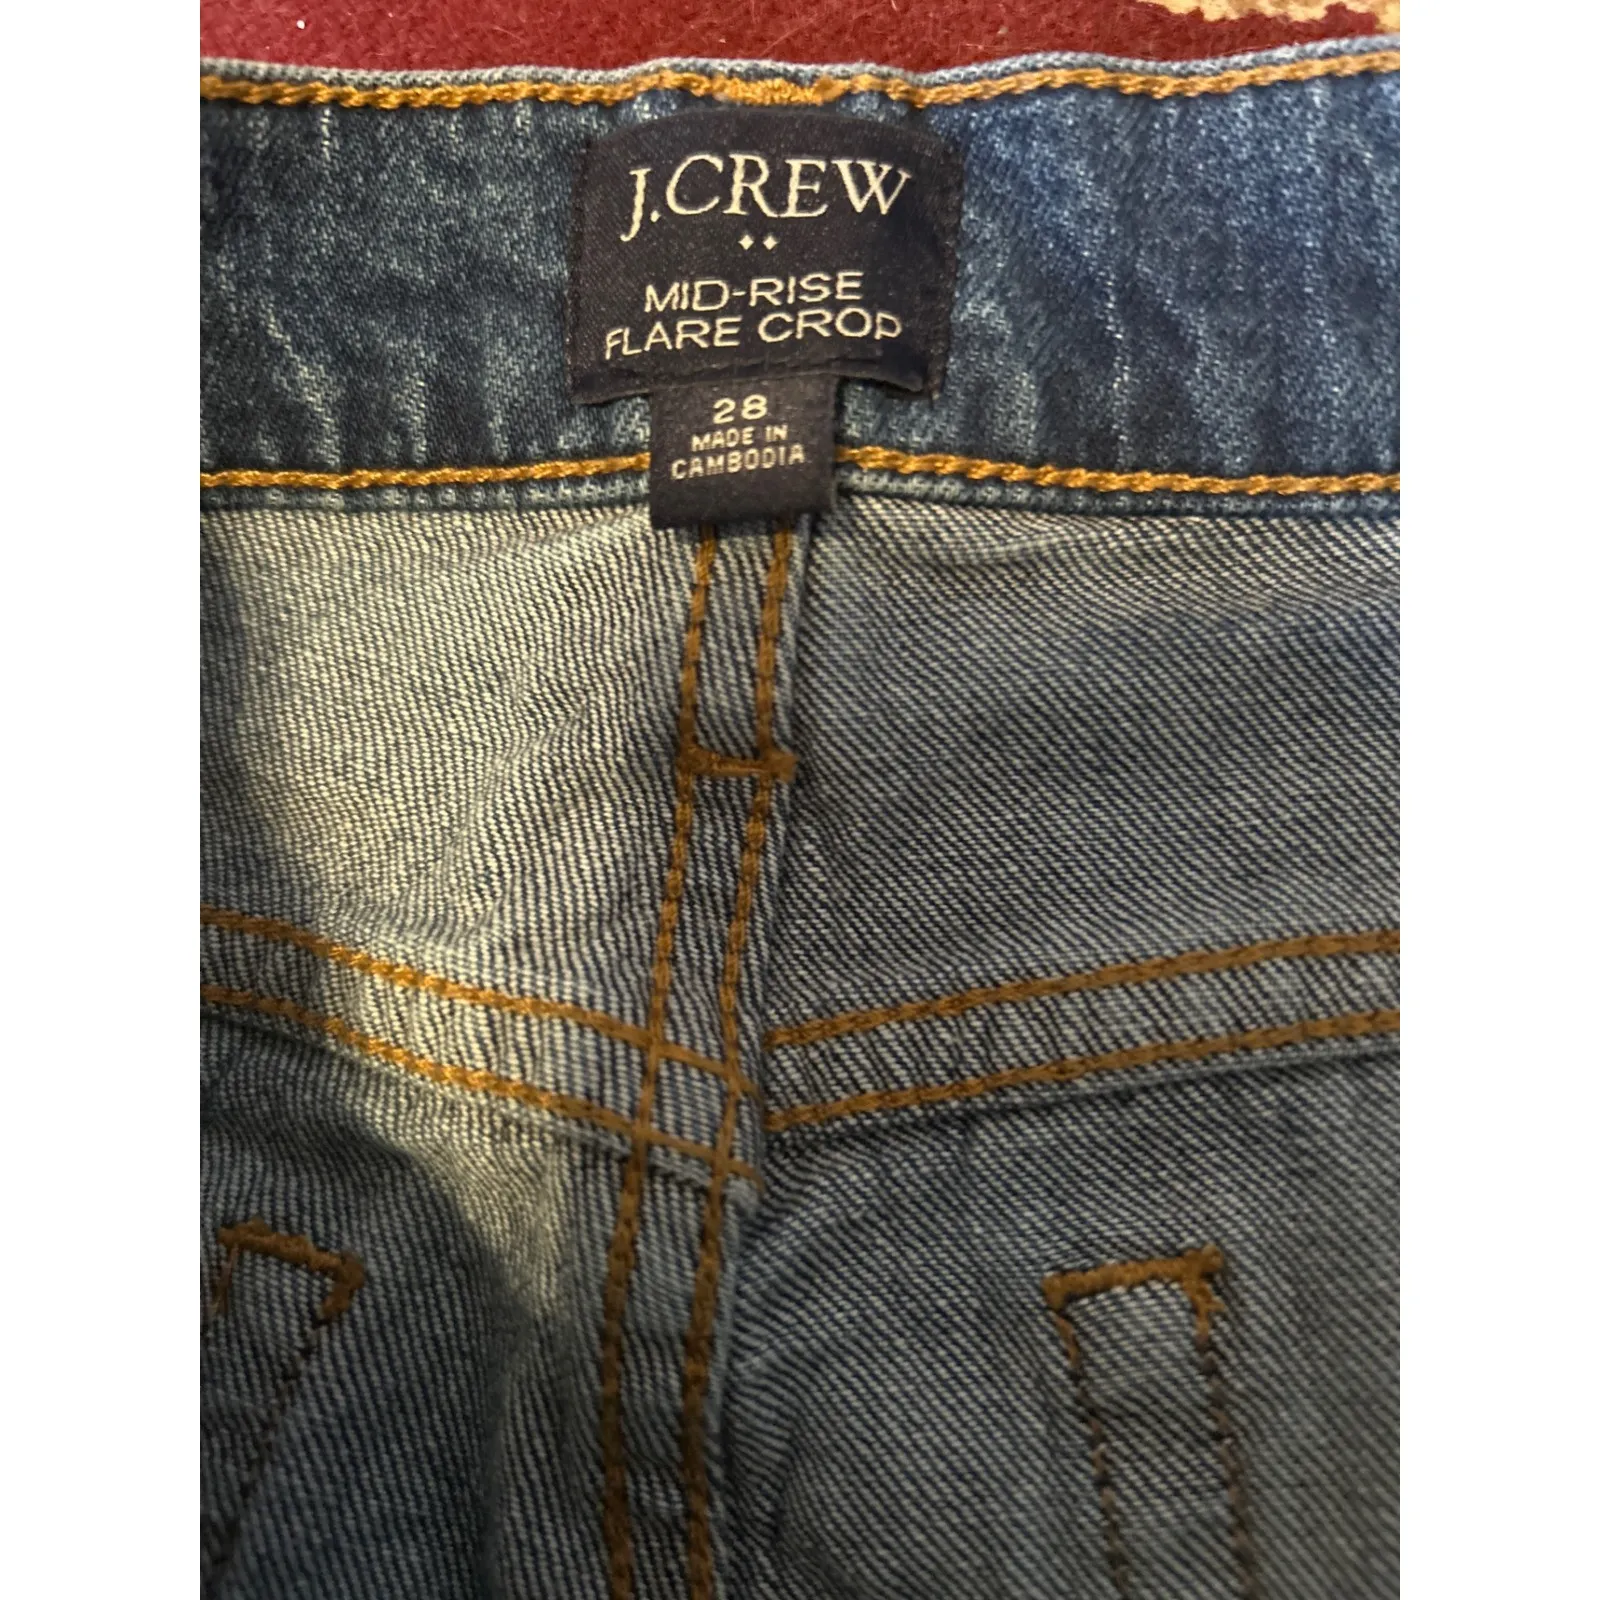 J.CREW
MID-RISE
FLARE CROP
28
MADE IN
CAMBODIA